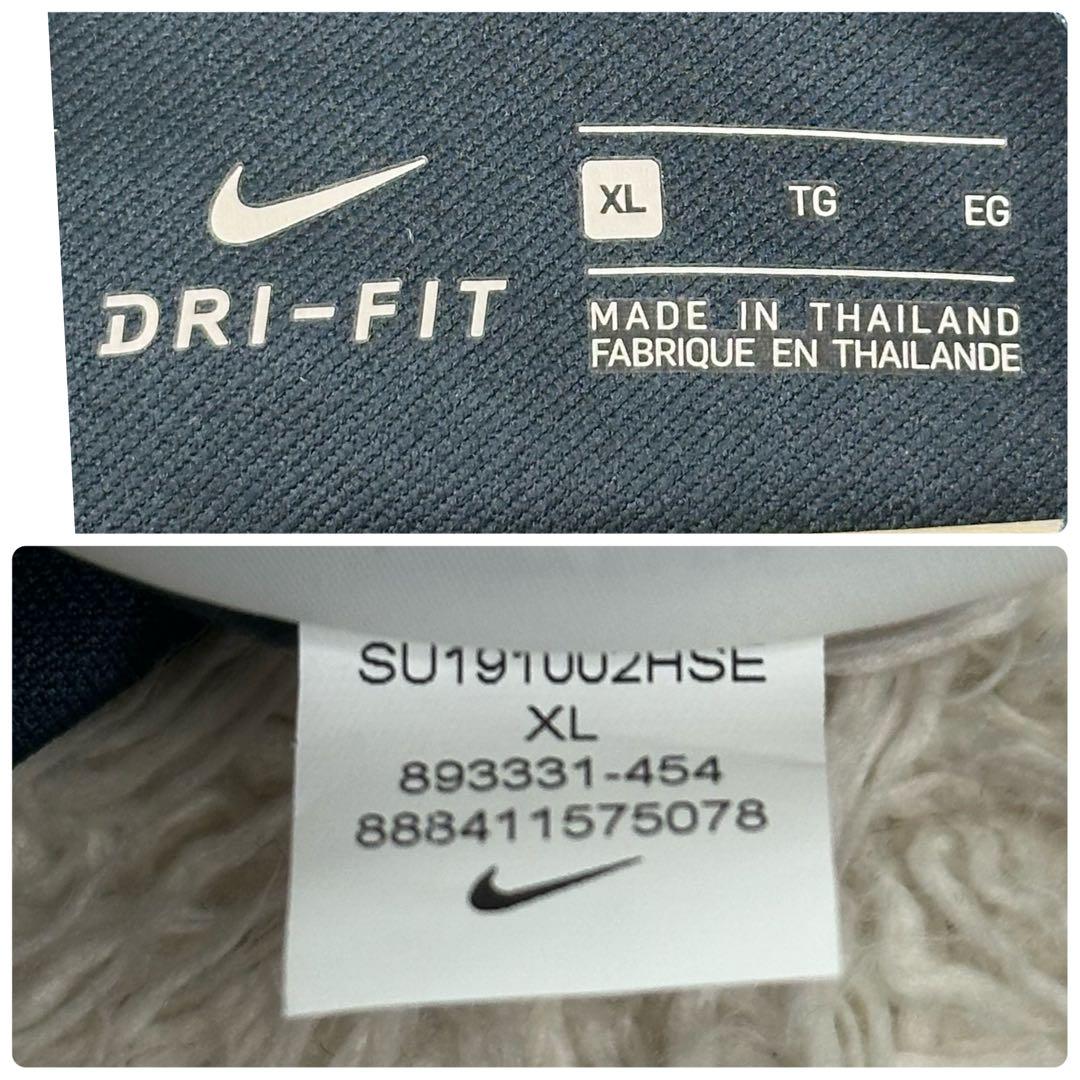 DRI-FIT
XL TG EG
MADE IN THAILAND
FABRIQUE EN THAILANDE
SU191002HSE
XL
893331-454
888411575078